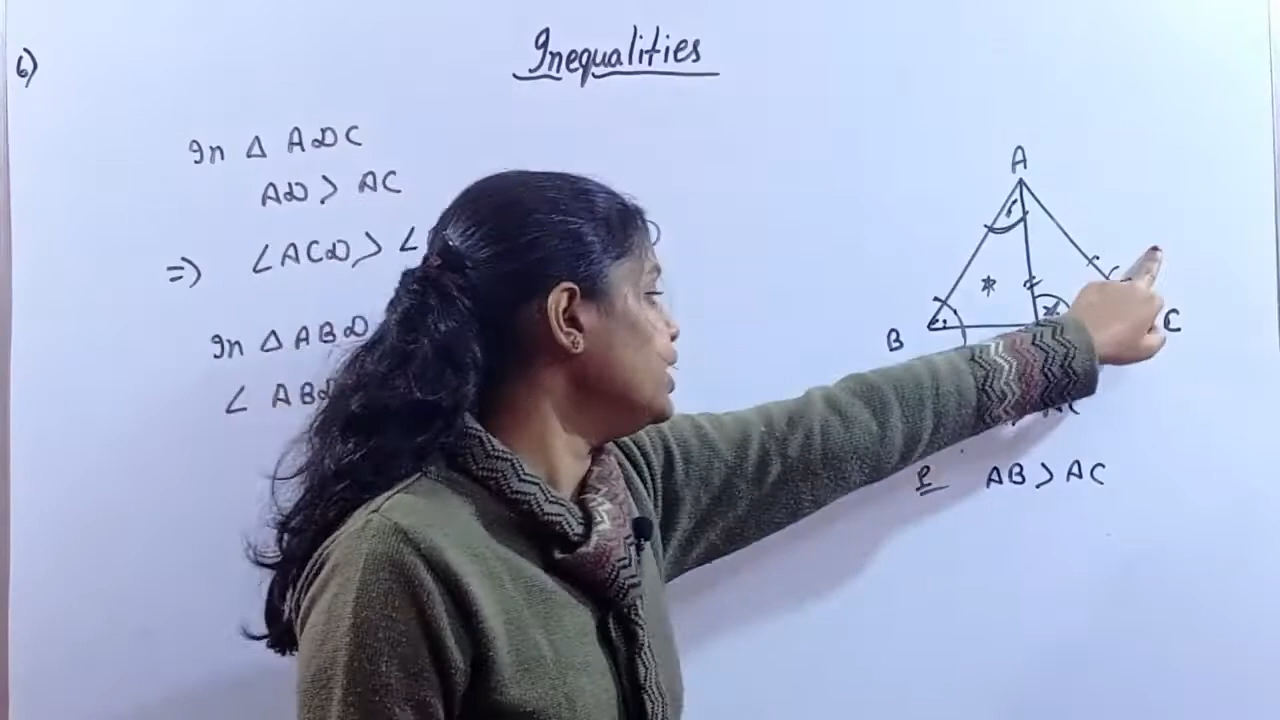 6)
Inequalities
In △ ADC
AD > AC
=> ∠ACD > ∠
In △ ABD
∠ ABD
A
B
C
P AB > AC